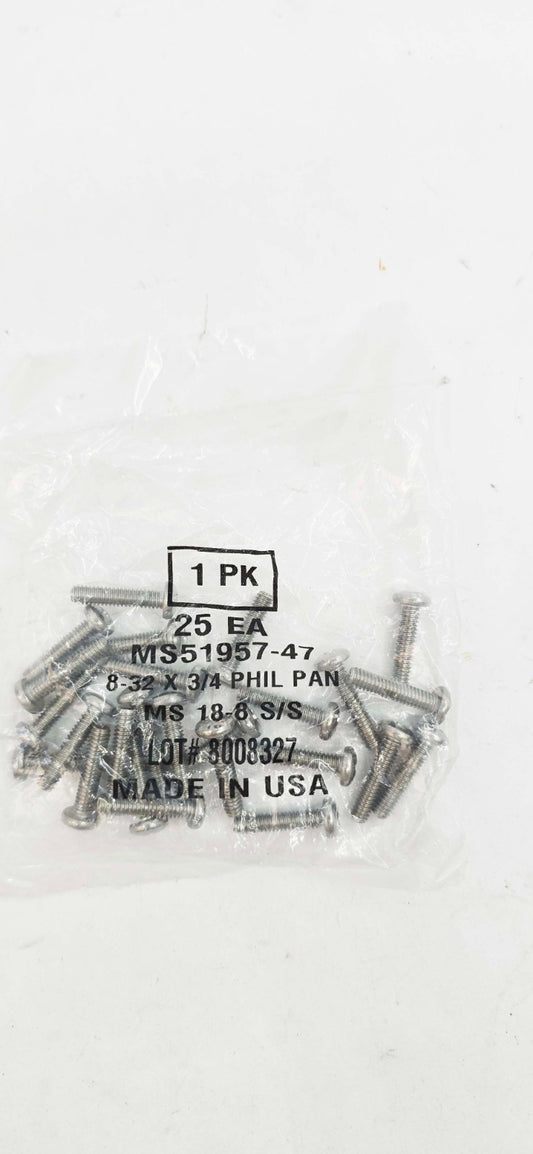 1 PK
25 EA
MS51957-47
8-32 X 3/4 PHIL PAN
MS 18-8 S/S
LOT# 8008327
MADE IN USA